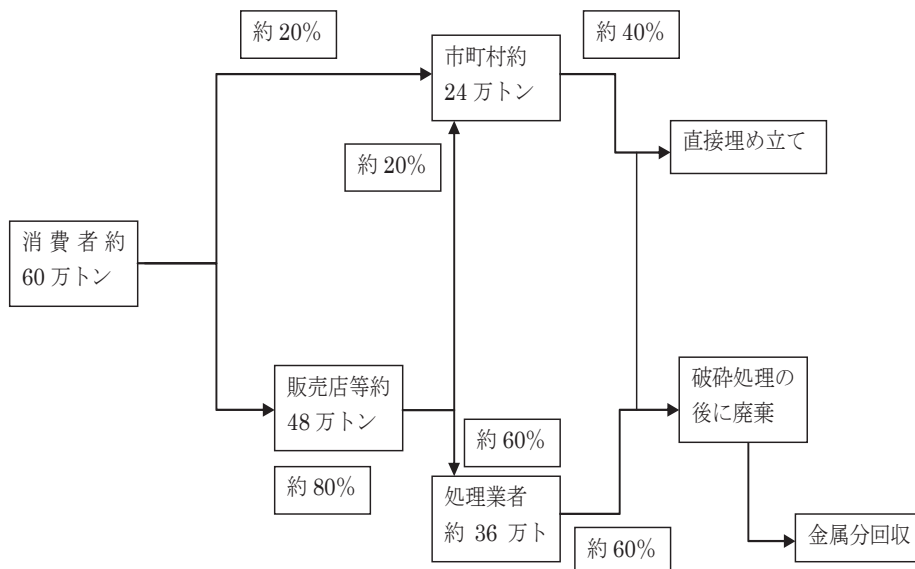 約 20%
約 40%
市町村約
24 万トン
直接埋め立て
約 20%
消 費 者 約
60 万トン
販売店等約
48 万トン
破砕処理の
後に廃棄
約 60%
約 80%
処理業者
約 36 万ト
約 60%
金属分回収